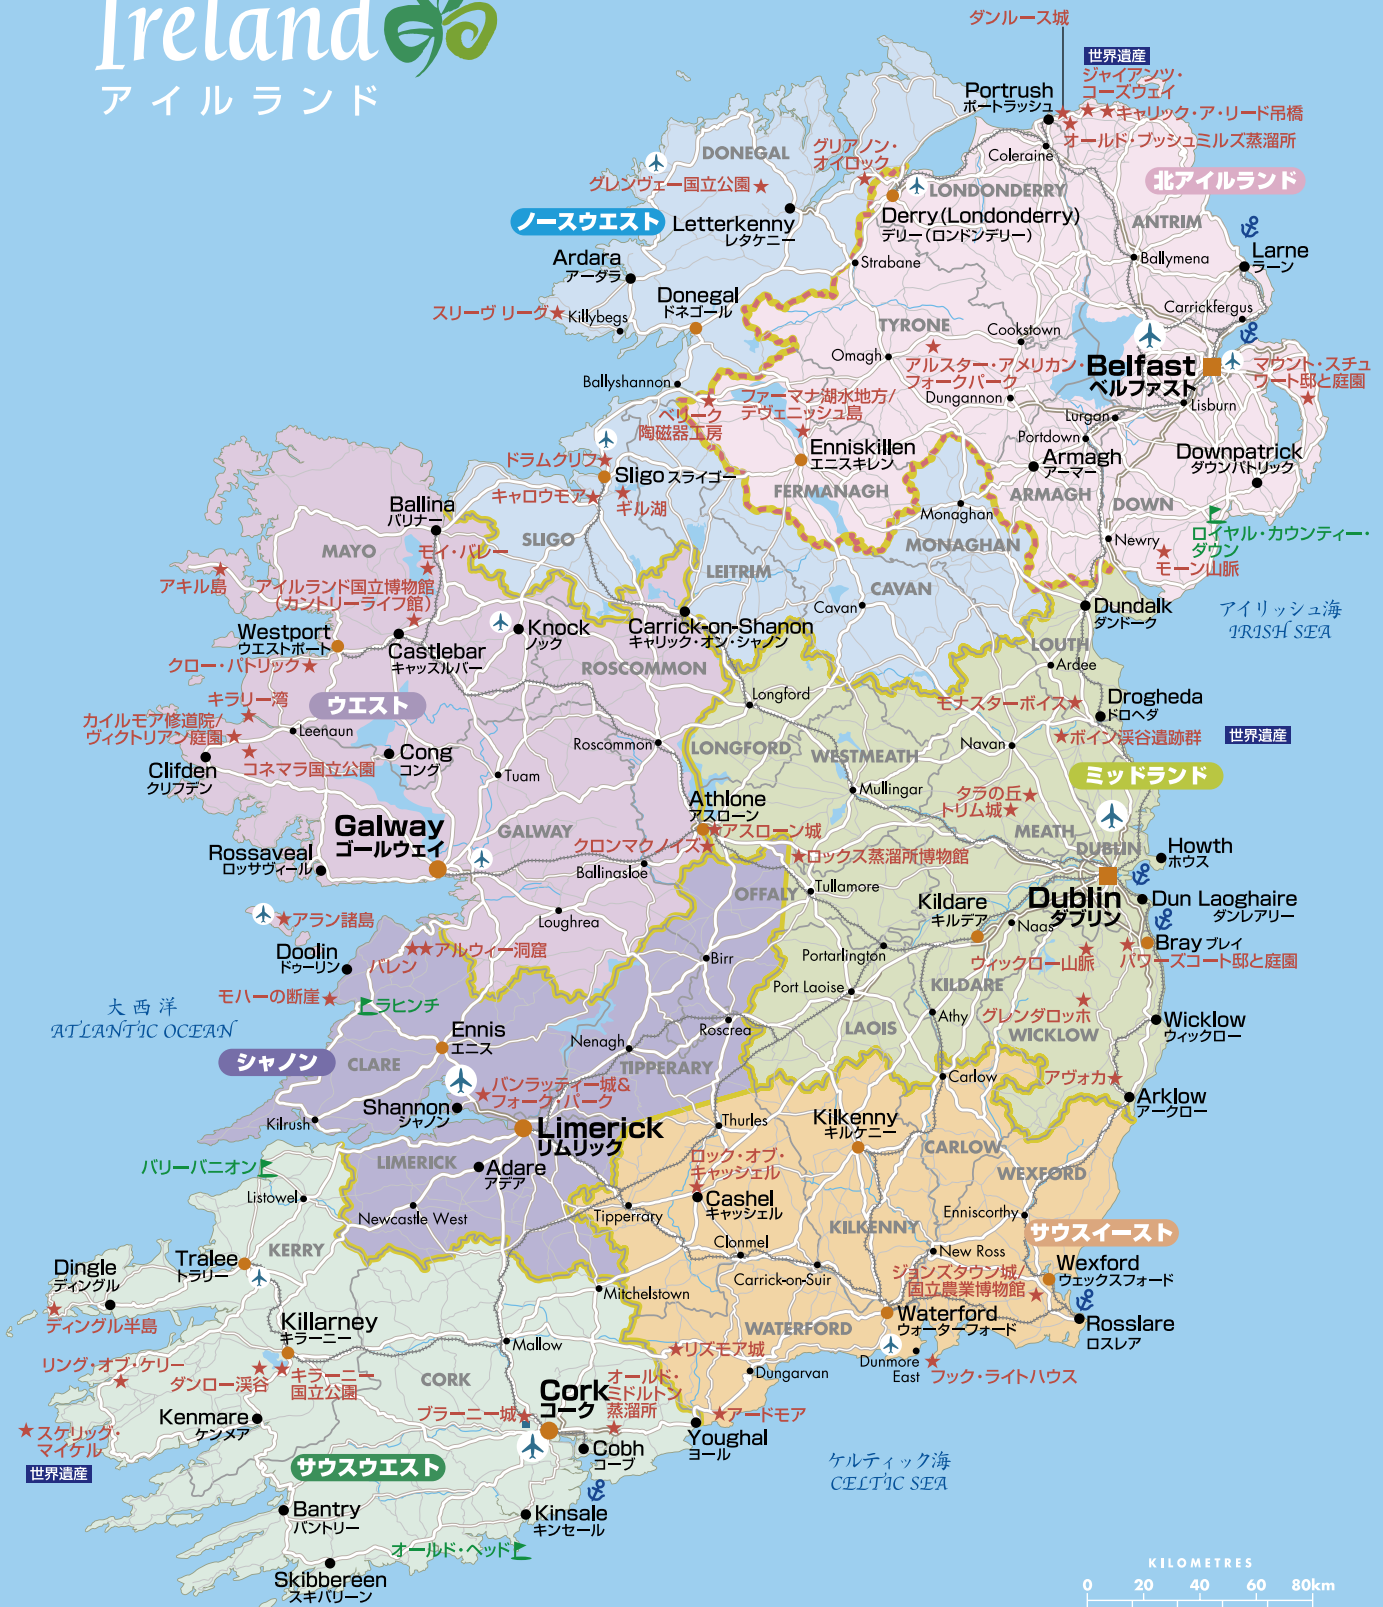 Ireland
アイルランド
ダンルース城
世界遺産
ジャイアンツ・
コーズウェイ
キャリック・ア・リード吊橋
オールド・ブッシュミルズ蒸溜所
Portrush
ポートラッシュ
Coleraine
北アイルランド
DONEGAL
グリアノン・
オイロック
グレンヴェー国立公園
LONDONDERRY
Derry (Londonderry)
デリー(ロンドンデリー)
ANTRIM
ノースウエスト
Letterkenny
レタケニー
Strabane
Ballymena
Larne
ラーン
Ardara
アーダラ
Donegal
ドネゴール
スリーヴ リーグ
Killybegs
Carrickfergus
TYRONE
Cookstown
Omagh
アルスター・アメリカン・
フォークパーク
Belfast
ベルファスト
マウント・スチュ
ワート邸と庭園
Ballyshannon
ファーマナ湖水地方/
デヴェニッシュ島
Dungannon
Lisburn
Lurgan
ベリーク
陶磁器工房
Portdown
Enniskillen
エニスキレン
Armagh
アーマー
Downpatrick
ダウンパトリック
ドラムクリフ
Sligo スライゴー
キャロウモア
ギル湖
FERMANAGH
ARMAGH
DOWN
Ballina
バリナー
Monaghan
ロイヤル・カウンティー・
ダウン
MAYO
モイ・バレー
SLIGO
MONAGHAN
Newry
モーン山脈
LEITRIM
アキル島
アイルランド国立博物館
(カントリーライフ館)
CAVAN
Cavan
Dundalk
ダンドーク
アイリッシュ海
IRISH SEA
Westport
ウエストポート
Castlebar
キャッスルバー
Knock
ノック
Carrick-on-Shanon
キャリック・オン・シャノン
LOUTH
Ardee
クロー・パトリック
ROSCOMMON
キラリー湾
ウエスト
Longford
モナスターボイス
Drogheda
ドロヘダ
カイルモア修道院/
ヴィクトリアン庭園
Leenaun
Roscommon
LONGFORD
WESTMEATH
Navan
ボイン渓谷遺跡群
世界遺産
Cong
コング
コネマラ国立公園
Clifden
クリフデン
Tuam
ミッドランド
Mullingar
タラの丘
トリム城
Athlone
アスローン
アスローン城
Galway
ゴールウェイ
GALWAY
クロンマクノイズ
MEATH
DUBLIN
Howth
ホウス
Rossaveal
ロッサヴィール
Ballinasloe
ロックス蒸溜所博物館
OFFALY
Tullamore
Dublin
ダブリン
Dun Laoghaire
ダンレアリー
Kildare
キルデア
Naas
アラン諸島
Loughrea
Doolin
ドゥーリン
バレン
アルウィー洞窟
Birr
Portarlington
ウィックロー山脈
Bray ブレイ
パワーズコート邸と庭園
モハーの断崖
ラヒンチ
Port Laoise
KILDARE
大西洋
ATLANTIC OCEAN
Athy
グレンダロッホ
Ennis
エニス
Roscrea
LAOIS
WICKLOW
Wicklow
ウィックロー
Nenagh
シャノン
CLARE
TIPPERARY
Carlow
アヴォカ
バンラッティー城&
フォーク・パーク
Shannon
シャノン
Arklow
アークロー
Kilrush
Limerick
リムリック
Thurles
Kilkenny
キルケニー
CARLOW
バリーバニオン
LIMERICK
Adare
アデア
ロック・オブ・
キャッシェル
WEXFORD
Listowel
Cashel
キャッシェル
Newcastle West
Tipperrary
KILKENNY
Enniscorthy
サウスイースト
KERRY
Clonmel
New Ross
Tralee
トラリー
Dingle
ディングル
Carrick-on-Suir
ジョンズタウン城/
国立農業博物館
Wexford
ウェックスフォード
Mitchelstown
ディングル半島
Killarney
キラーニー
Waterford
ウォーターフォード
WATERFORD
Rosslare
ロスレア
Mallow
リズモア城
Dunmore
East
リング・オブ・ケリー
ダンロー渓谷
キラーニー
国立公園
CORK
オールド・
ミドルトン
蒸溜所
Dungarvan
フック・ライトハウス
Cork
コーク
Kenmare
ケンメア
ブラーニー城
アードモア
スケリッグ・
マイケル
世界遺産
Youghal
ヨール
Cobh
コーブ
サウスウエスト
ケルティック海
CELTIC SEA
Bantry
バントリー
Kinsale
キンセール
オールド・ヘッド
Skibbereen
スキバリーン
KILOMETRES
0 20 40 60 80km